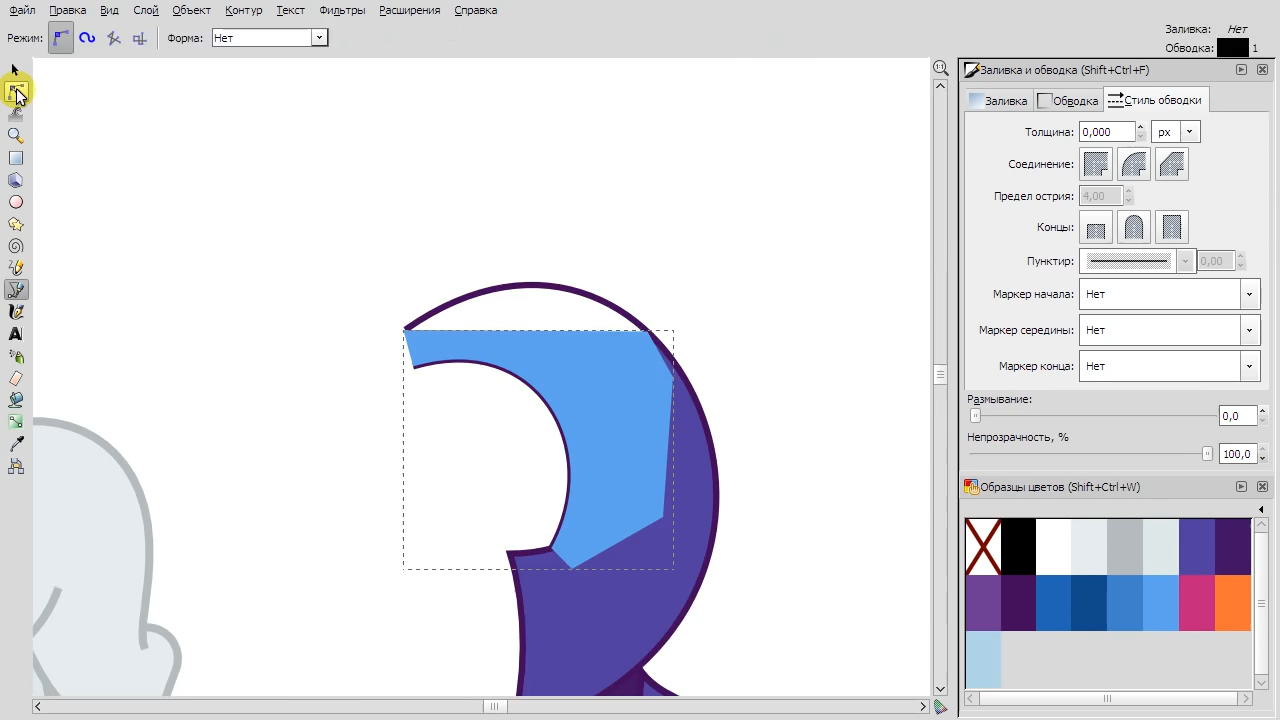 Файл Правка Вид Слой Объект Контур Текст Фильтры Расширения Справка
Режим: Форма: Нет
Заливка: Нет
Обводка: 1
Заливка и обводка (Shift+Ctrl+F)
Заливка Обводка Стиль обводки
Толщина: 0,000 px
Соединение:
Предел острия: 4,00
Концы:
Пунктир: 0,00
Маркер начала: Нет
Маркер середины: Нет
Маркер конца: Нет
Размывание:
0,0
Непрозрачность, %
100,0
Образцы цветов (Shift+Ctrl+W)